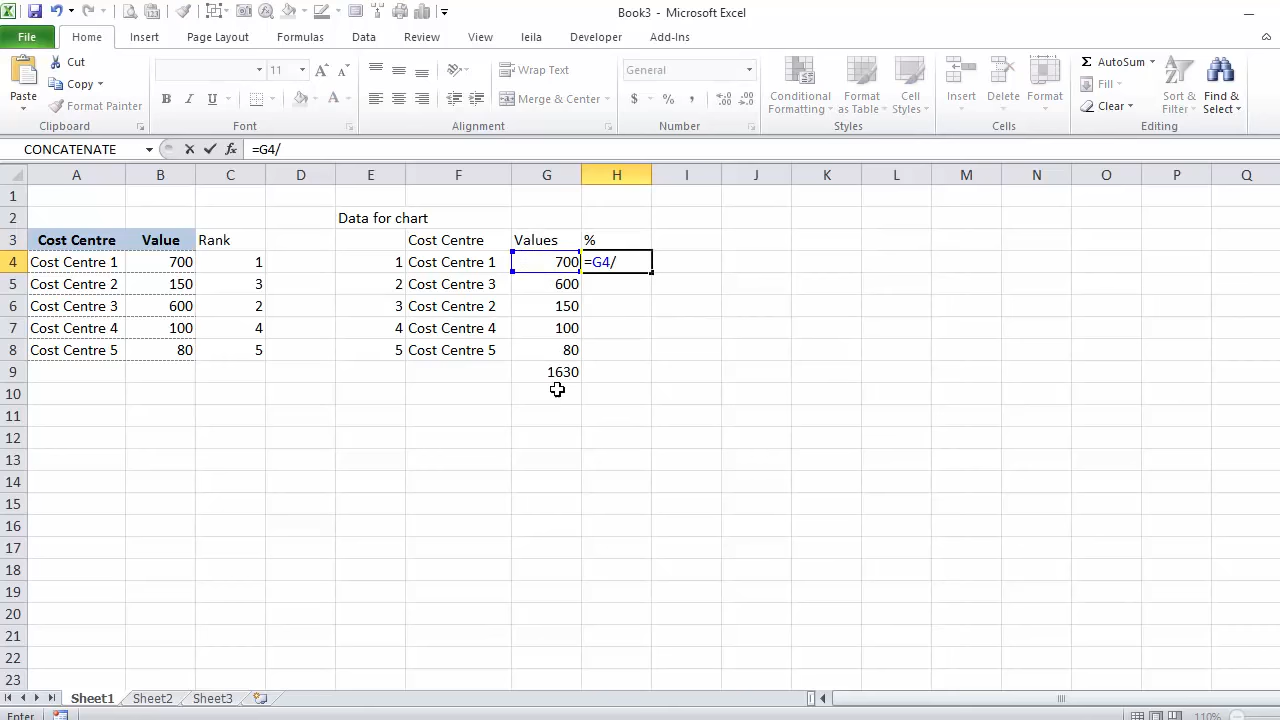 Book3 - Microsoft Excel
File Home Insert Page Layout Formulas Data Review View leila Developer Add-Ins
Paste
Cut
Copy
Format Painter
Clipboard
11
B I U
A
Font
Wrap Text
Merge & Center
Alignment
General
$ % ,
Number
Conditional Formatting
Format as Table
Cell Styles
Styles
Insert
Delete
Format
Cells
AutoSum
Fill
Clear
Sort & Filter
Find & Select
Editing
CONCATENATE fx =G4/
A B C D E F G H I J K L M N O P Q
1
2 Data for chart
3 Cost Centre Value Rank Cost Centre Values %
4 Cost Centre 1 700 1 1 Cost Centre 1 700 =G4/
5 Cost Centre 2 150 3 2 Cost Centre 3 600
6 Cost Centre 3 600 2 3 Cost Centre 2 150
7 Cost Centre 4 100 4 4 Cost Centre 4 100
8 Cost Centre 5 80 5 5 Cost Centre 5 80
9 1630
10
11
12
13
14
15
16
17
18
19
20
21
22
23
Sheet1 Sheet2 Sheet3
Enter 110%